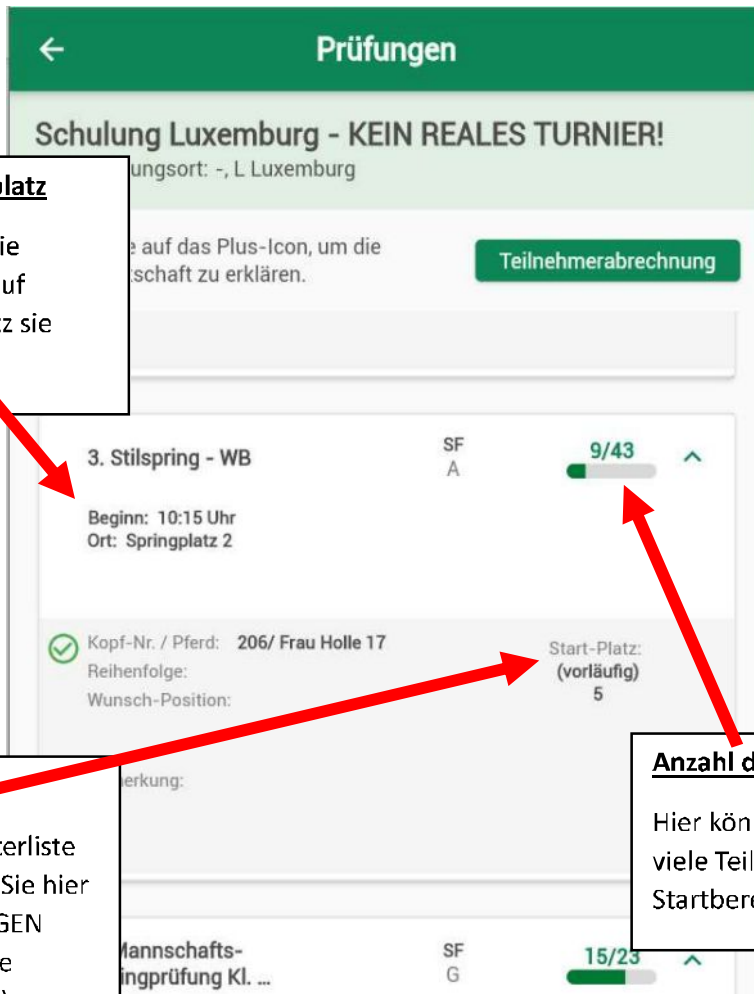 Prüfungen
Schulung Luxemburg - KEIN REALES TURNIER!
ungsort: -, L Luxemburg
latz
ie
uf
z sie
auf das Plus-Icon, um die
tschaft zu erklären.
Teilnehmerabrechnung
3. Stilspring - WB
SF
A
9/43
Beginn: 10:15 Uhr
Ort: Springplatz 2
Kopf-Nr. / Pferd: 206/ Frau Holle 17
Reihenfolge:
Wunsch-Position:
Start-Platz:
(vorläufig)
5
erkung:
terliste
Sie hier
GEN
e
Anzahl d
Hier kön
viele Teil
Startbere
Mannschafts-
ingprüfung Kl. ...
SF
G
15/23